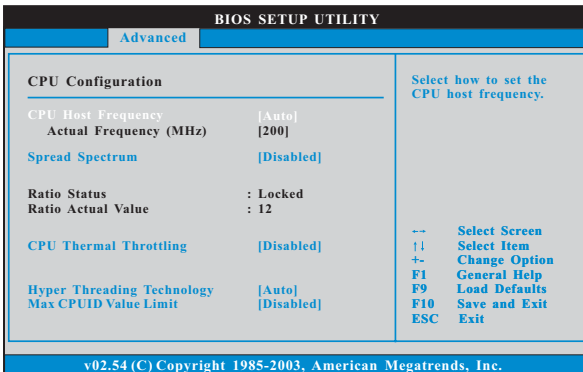 BIOS SETUP UTILITY
Advanced
CPU Configuration
CPU Host Frequency [Auto]
Actual Frequency (MHz) [200]
Spread Spectrum [Disabled]
Ratio Status : Locked
Ratio Actual Value : 12
CPU Thermal Throttling [Disabled]
Hyper Threading Technology [Auto]
Max CPUID Value Limit [Disabled]
Select how to set the
CPU host frequency.
←→ Select Screen
↑↓ Select Item
+- Change Option
F1 General Help
F9 Load Defaults
F10 Save and Exit
ESC Exit
v02.54 (C) Copyright 1985-2003, American Megatrends, Inc.